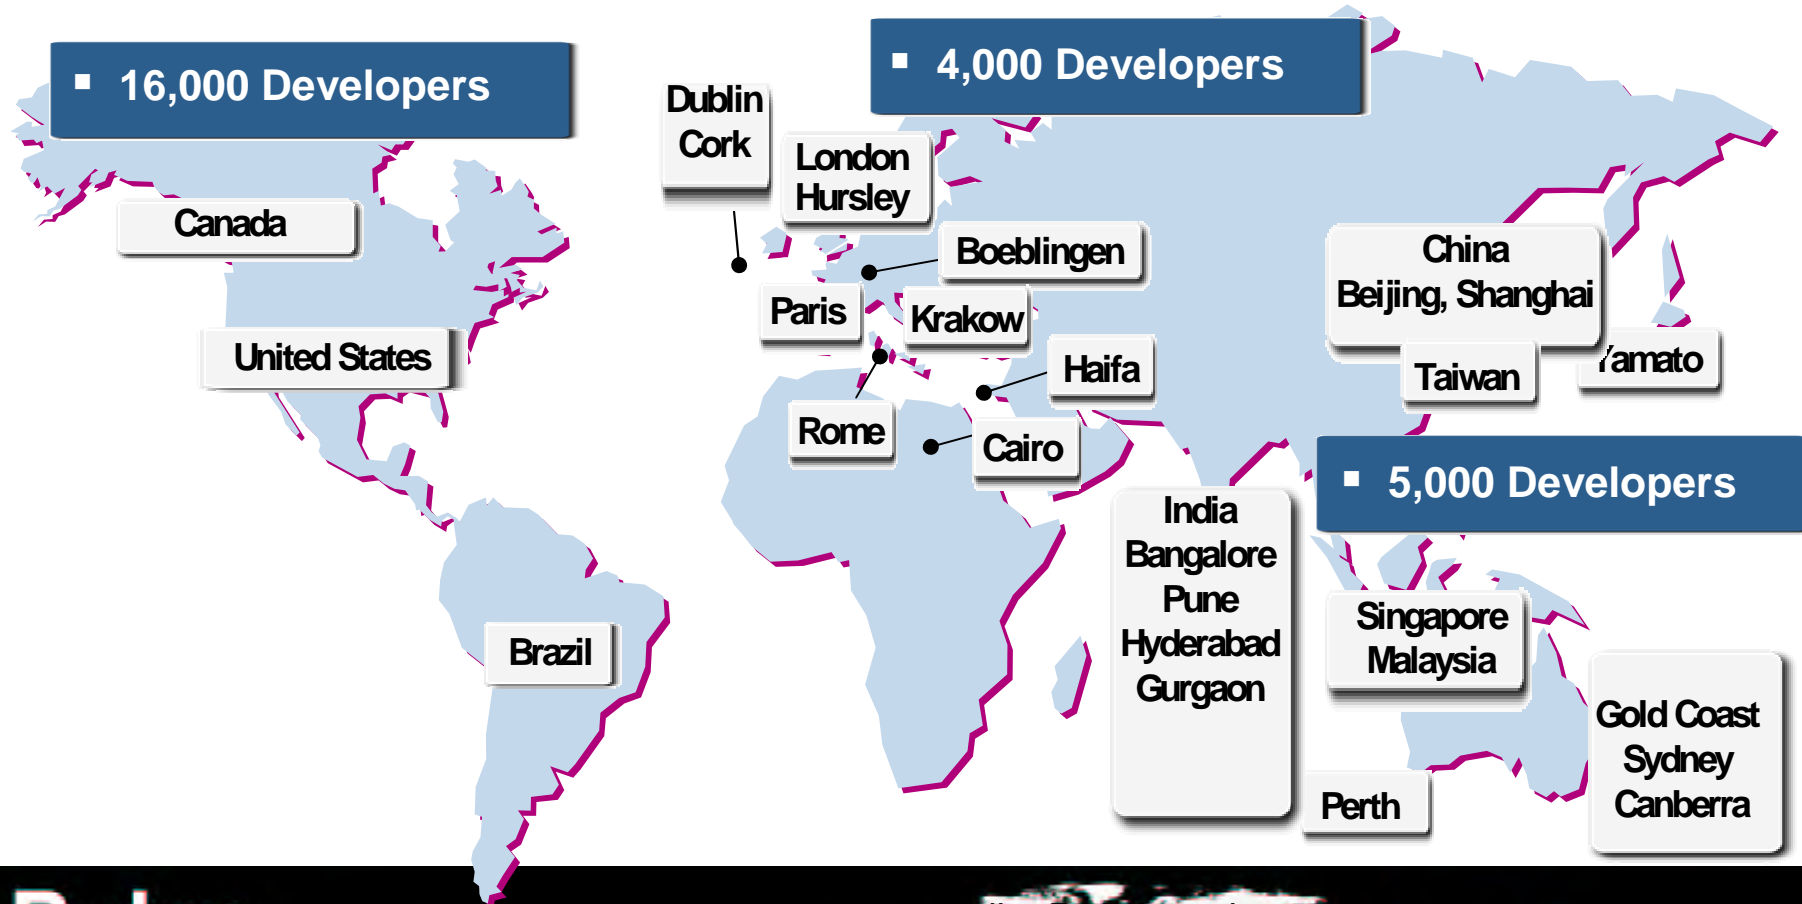 ▪ 16,000 Developers
▪ 4,000 Developers
Dublin
Cork
London
Hursley
Canada
Boeblingen
China
Beijing, Shanghai
Paris
Krakow
United States
Haifa
Taiwan
Yamato
Rome
Cairo
▪ 5,000 Developers
India
Bangalore
Pune
Hyderabad
Gurgaon
Singapore
Malaysia
Brazil
Gold Coast
Sydney
Canberra
Perth